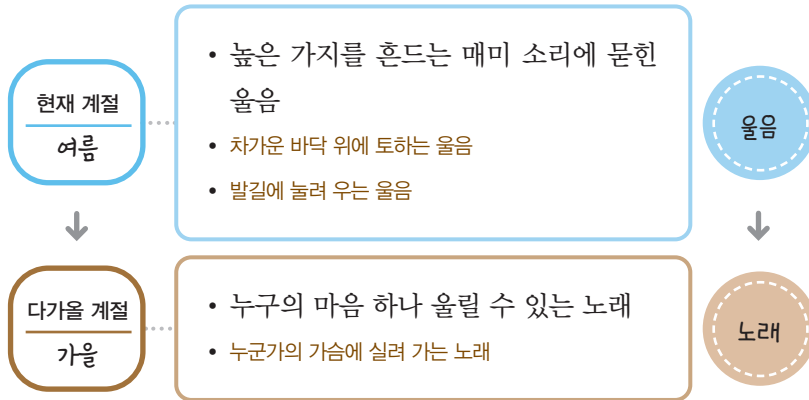 현재 계절
여름
• 높은 가지를 흔드는 매미 소리에 묻힌
울음
• 차가운 바닥 위에 토하는 울음
• 발길에 눌려 우는 울음
울음
다가올 계절
가을
• 누구의 마음 하나 울릴 수 있는 노래
• 누군가의 가슴에 실려 가는 노래
노래